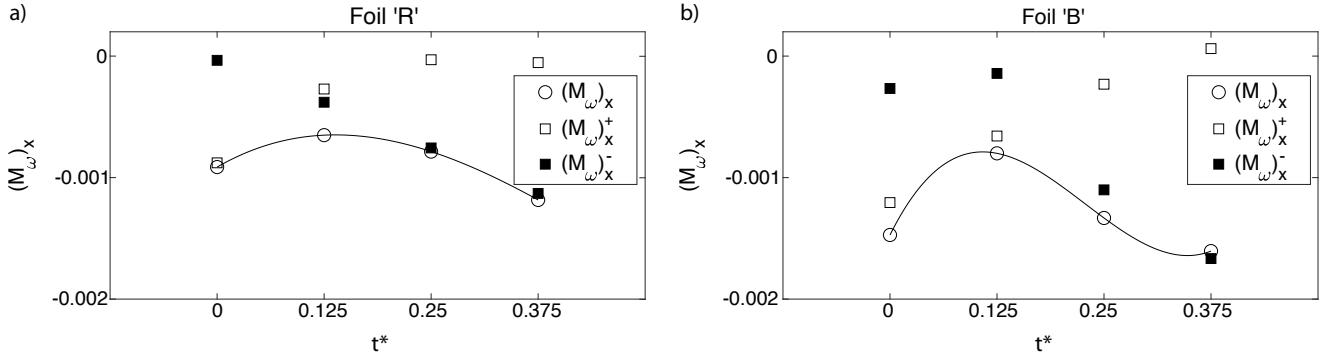 a)
Foil 'R'
0
-0.001
-0.002
(M_ω)_x
0
0.125
0.25
0.375
t*
(M_ω)_x
(M_ω)_x^+
(M_ω)_x^-
b)
Foil 'B'
0
-0.001
-0.002
(M_ω)_x
0
0.125
0.25
0.375
t*
(M_ω)_x
(M_ω)_x^+
(M_ω)_x^-